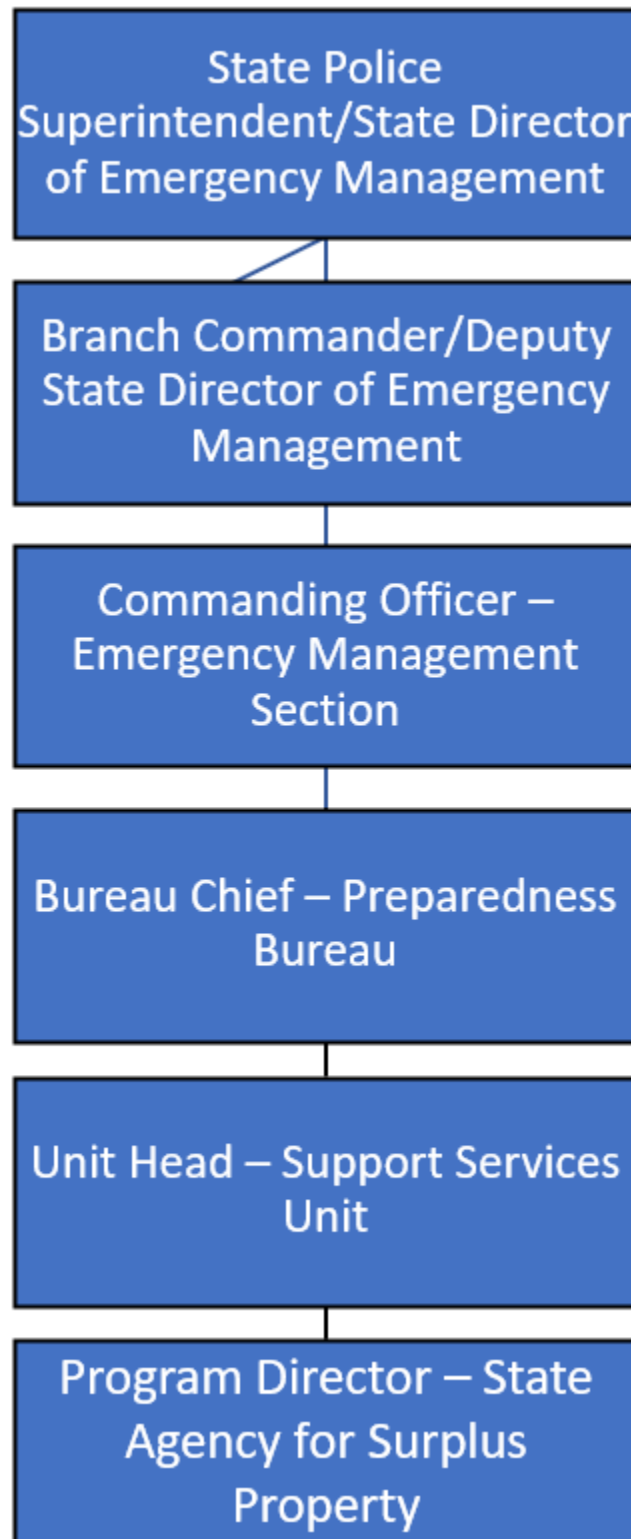 State Police
Superintendent/State Director
of Emergency Management
Branch Commander/Deputy
State Director of Emergency
Management
Commanding Officer –
Emergency Management
Section
Bureau Chief – Preparedness
Bureau
Unit Head – Support Services
Unit
Program Director – State
Agency for Surplus
Property